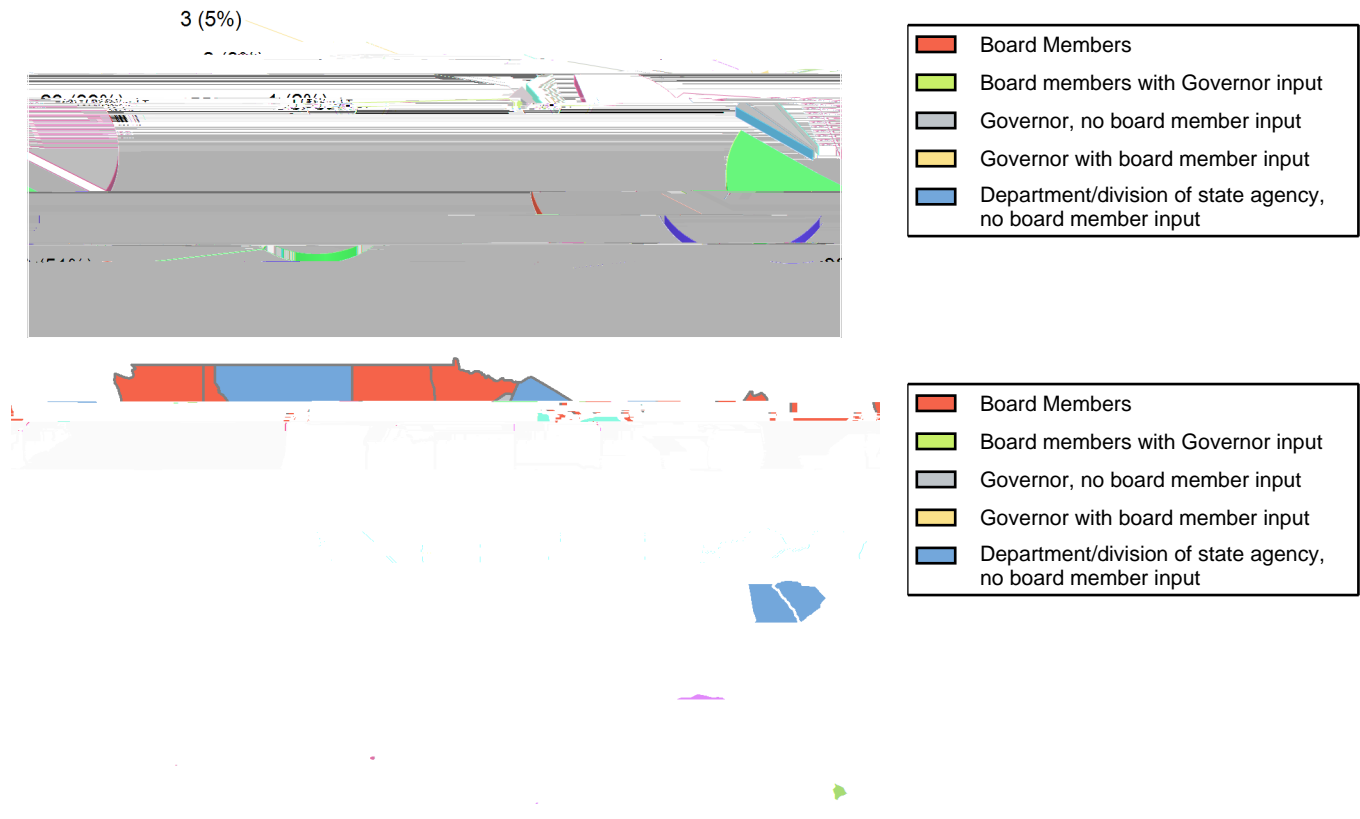 3 (5%)
Board Members
Board members with Governor input
Governor, no board member input
Governor with board member input
Department/division of state agency,
no board member input
Board Members
Board members with Governor input
Governor, no board member input
Governor with board member input
Department/division of state agency,
no board member input